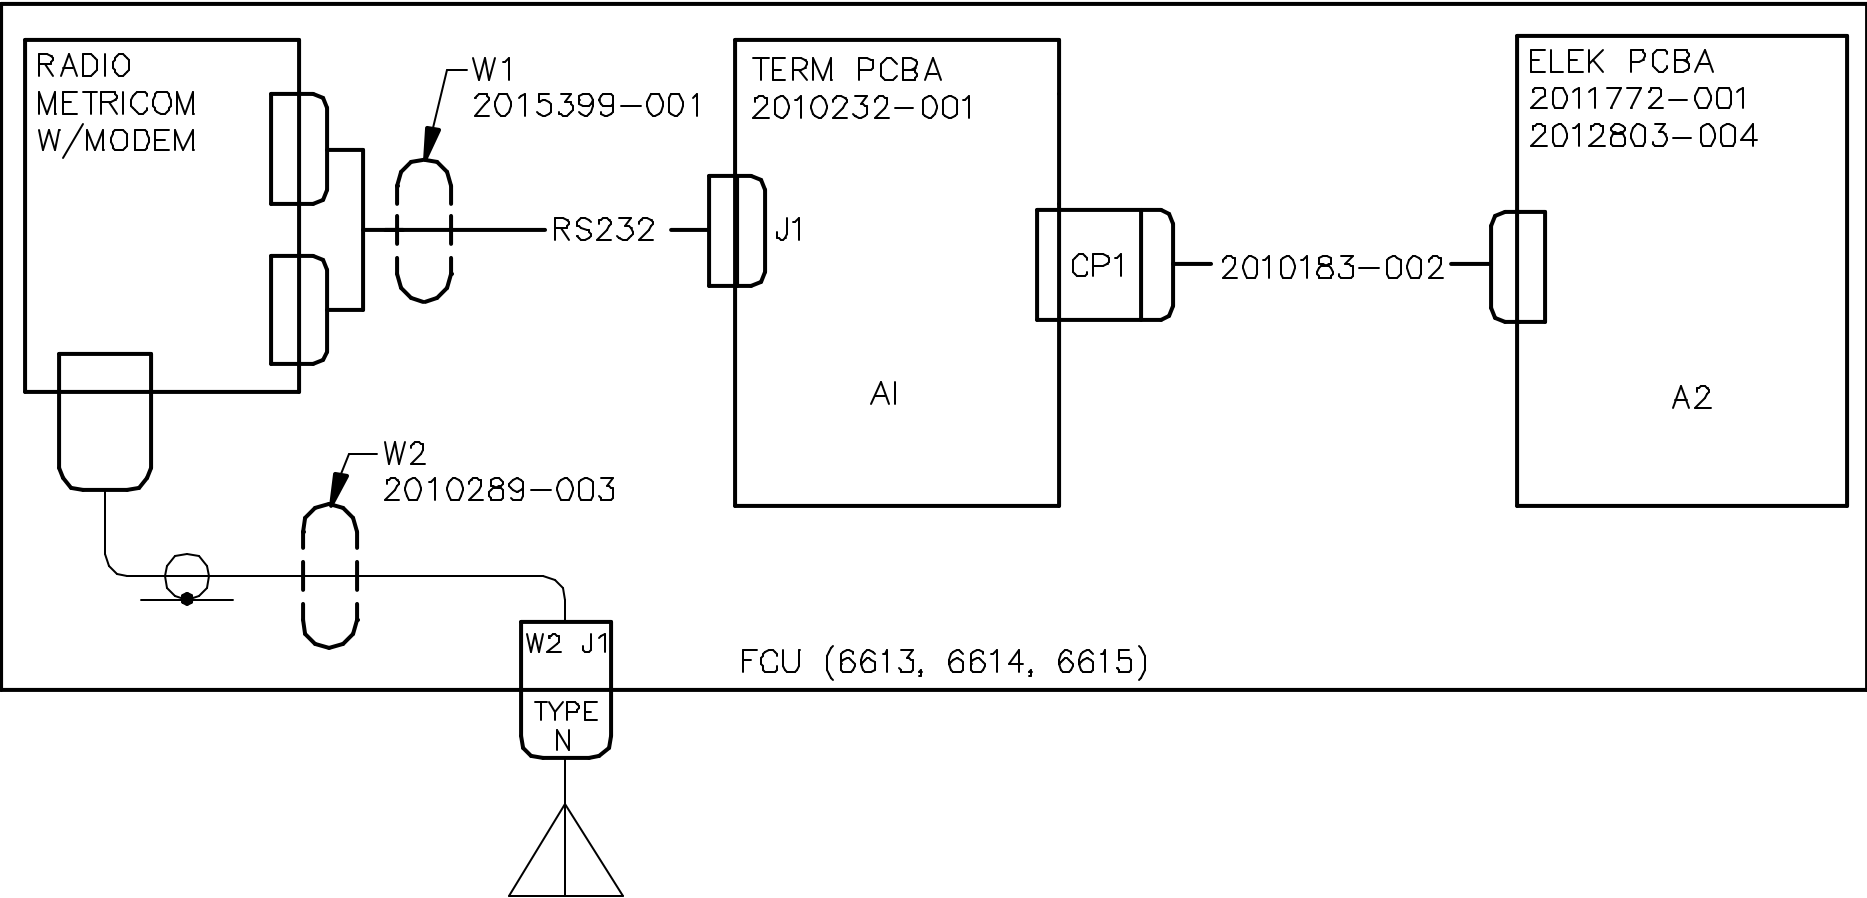 RADIO
METRICOM
W/MODEM
W1
2015399-001
TERM PCBA
2010232-001
ELEK PCBA
2011772-001
2012803-004
RS232
J1
CP1
2010183-002
A1
A2
W2
2010289-003
W2 J1
TYPE
N
FCU (6613, 6614, 6615)